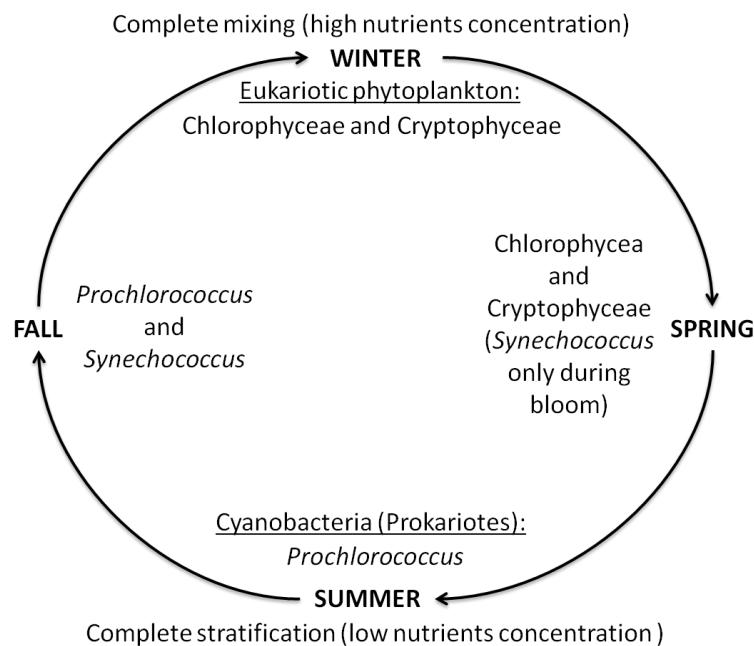 Complete mixing (high nutrients concentration)
WINTER
Eukariotic phytoplankton:
Chlorophyceae and Cryptophyceae
Chlorophycea
and
Cryptophyceae
(Synechococcus
only during
bloom)
SPRING
Prochlorococcus
and
Synechococcus
FALL
Cyanobacteria (Prokariotes):
Prochlorococcus
SUMMER
Complete stratification (low nutrients concentration )